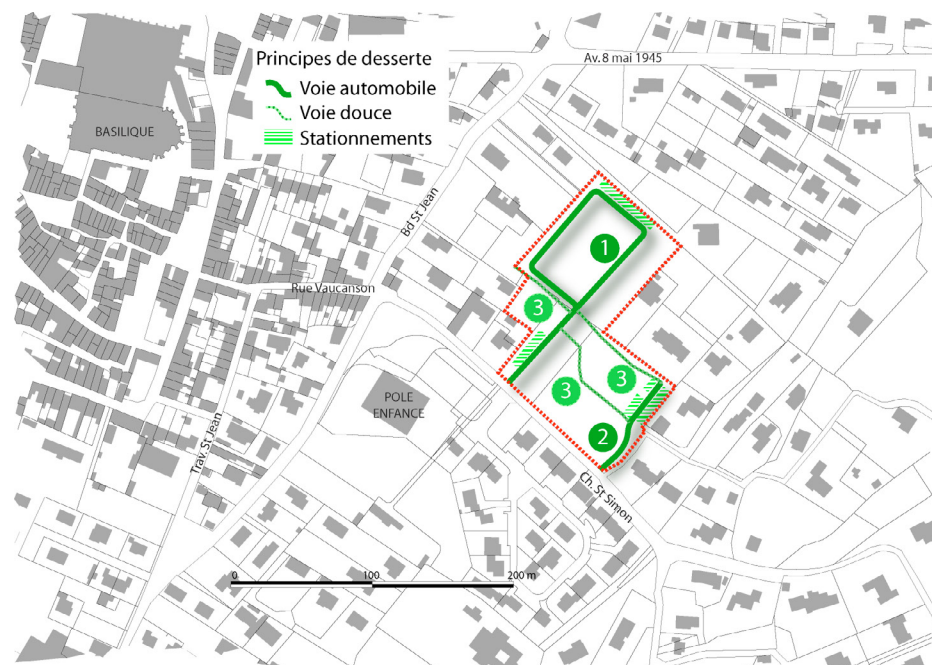 Av. 8 mai 1945
Principes de desserte
Voie automobile
Voie douce
Stationnements
BASILIQUE
Bd St Jean
1
Rue Vaucanson
3
3
3
POLE
ENFANCE
2
Trav. St Jean
Ch. St Simon
0
100
200 m